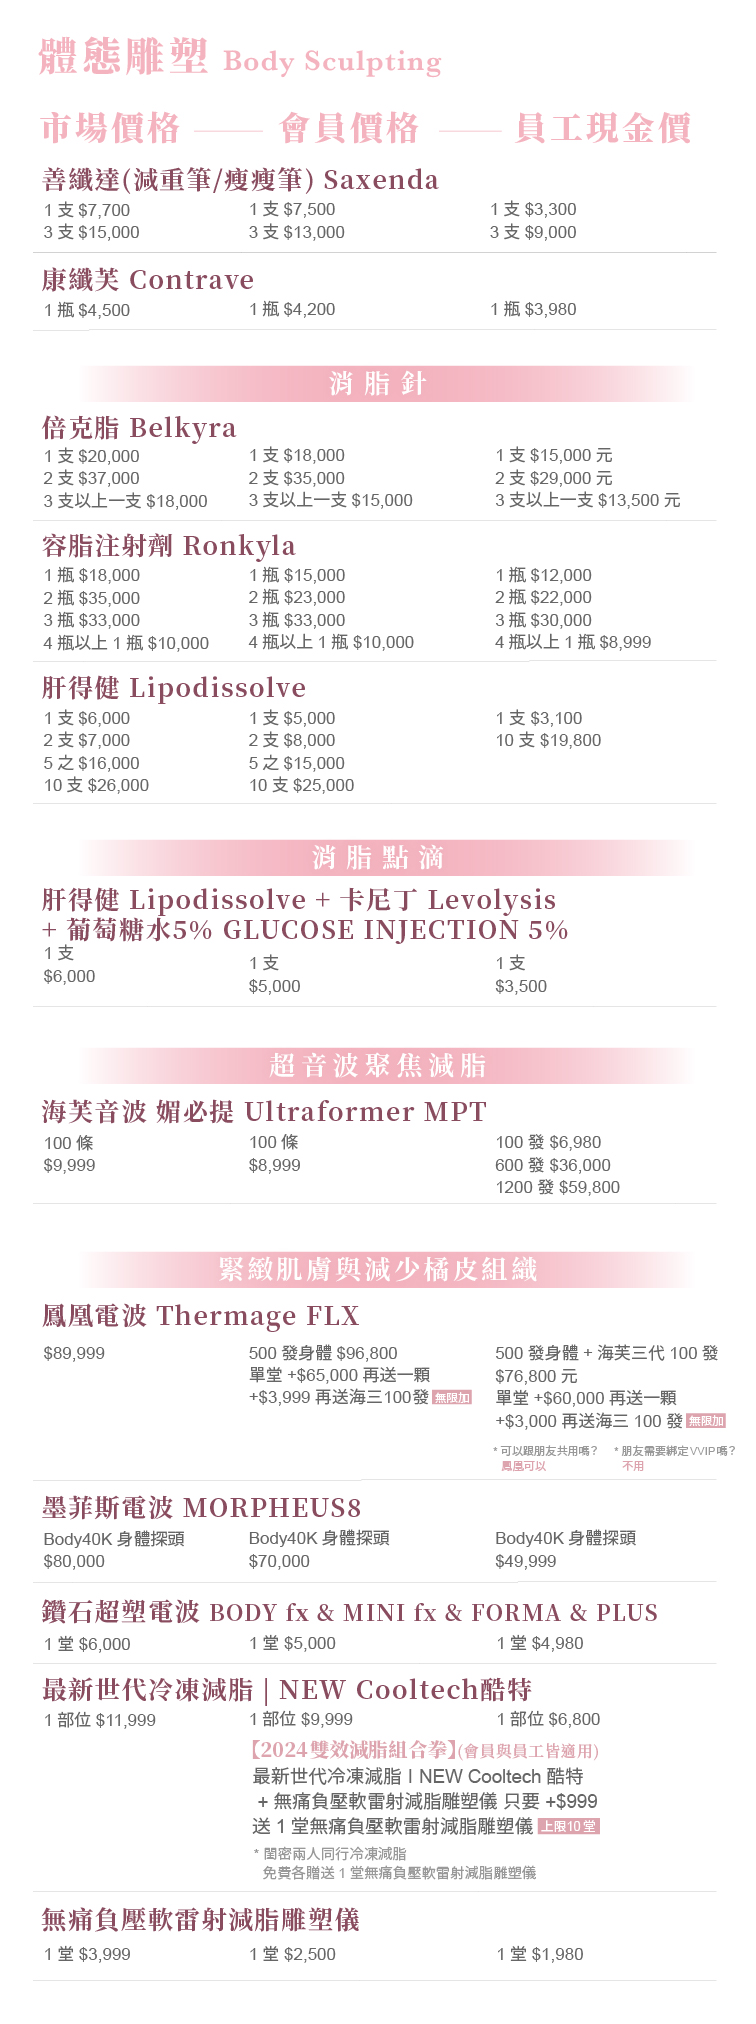 體態雕塑 Body Sculpting
市場價格 —— 會員價格 —— 員工現金價
善纖達(減重筆/瘦瘦筆) Saxenda
1 支 $7,700 1 支 $7,500 1 支 $3,300
3 支 $15,000 3 支 $13,000 3 支 $9,000
康纖芙 Contrave
1 瓶 $4,500 1 瓶 $4,200 1 瓶 $3,980
消脂針
倍克脂 Belkyra
1 支 $20,000 1 支 $18,000 1 支 $15,000 元
2 支 $37,000 2 支 $35,000 2 支 $29,000 元
3 支以上一支 $18,000 3 支以上一支 $15,000 3 支以上一支 $13,500 元
容脂注射劑 Ronkyla
1 瓶 $18,000 1 瓶 $15,000 1 瓶 $12,000
2 瓶 $35,000 2 瓶 $23,000 2 瓶 $22,000
3 瓶 $33,000 3 瓶 $33,000 3 瓶 $30,000
4 瓶以上 1 瓶 $10,000 4 瓶以上 1 瓶 $10,000 4 瓶以上 1 瓶 $8,999
肝得健 Lipodissolve
1 支 $6,000 1 支 $5,000 1 支 $3,100
2 支 $7,000 2 支 $8,000 10 支 $19,800
5 之 $16,000 5 之 $15,000
10 支 $26,000 10 支 $25,000
消脂點滴
肝得健 Lipodissolve + 卡尼丁 Levolysis
+ 葡萄糖水5% GLUCOSE INJECTION 5%
1 支 1 支 1 支
$6,000 $5,000 $3,500
超音波聚焦減脂
海芙音波 媚必提 Ultraformer MPT
100 條 100 條 100 發 $6,980
$9,999 $8,999 600 發 $36,000
1200 發 $59,800
緊緻肌膚與減少橘皮組織
鳳凰電波 Thermage FLX
$89,999 500 發身體 $96,800 500 發身體 + 海芙三代 100 發
單堂 +$65,000 再送一顆 $76,800 元
+$3,999 再送海三100發 無限加 單堂 +$60,000 再送一顆
+$3,000 再送海三 100 發 無限加
* 可以跟朋友共用嗎? * 朋友需要綁定VVIP嗎?
鳳凰可以 不用
墨菲斯電波 MORPHEUS8
Body40K 身體探頭 Body40K 身體探頭 Body40K 身體探頭
$80,000 $70,000 $49,999
鑽石超塑電波 BODY fx & MINI fx & FORMA & PLUS
1 堂 $6,000 1 堂 $5,000 1 堂 $4,980
最新世代冷凍減脂 | NEW Cooltech酷特
1 部位 $11,999 1 部位 $9,999 1 部位 $6,800
【2024雙效減脂組合拳】(會員與員工皆適用)
最新世代冷凍減脂 l NEW Cooltech 酷特
+ 無痛負壓軟雷射減脂雕塑儀 只要 +$999
送 1 堂無痛負壓軟雷射減脂雕塑儀 上限10堂
* 閨密兩人同行冷凍減脂
免費各贈送 1 堂無痛負壓軟雷射減脂雕塑儀
無痛負壓軟雷射減脂雕塑儀
1 堂 $3,999 1 堂 $2,500 1 堂 $1,980